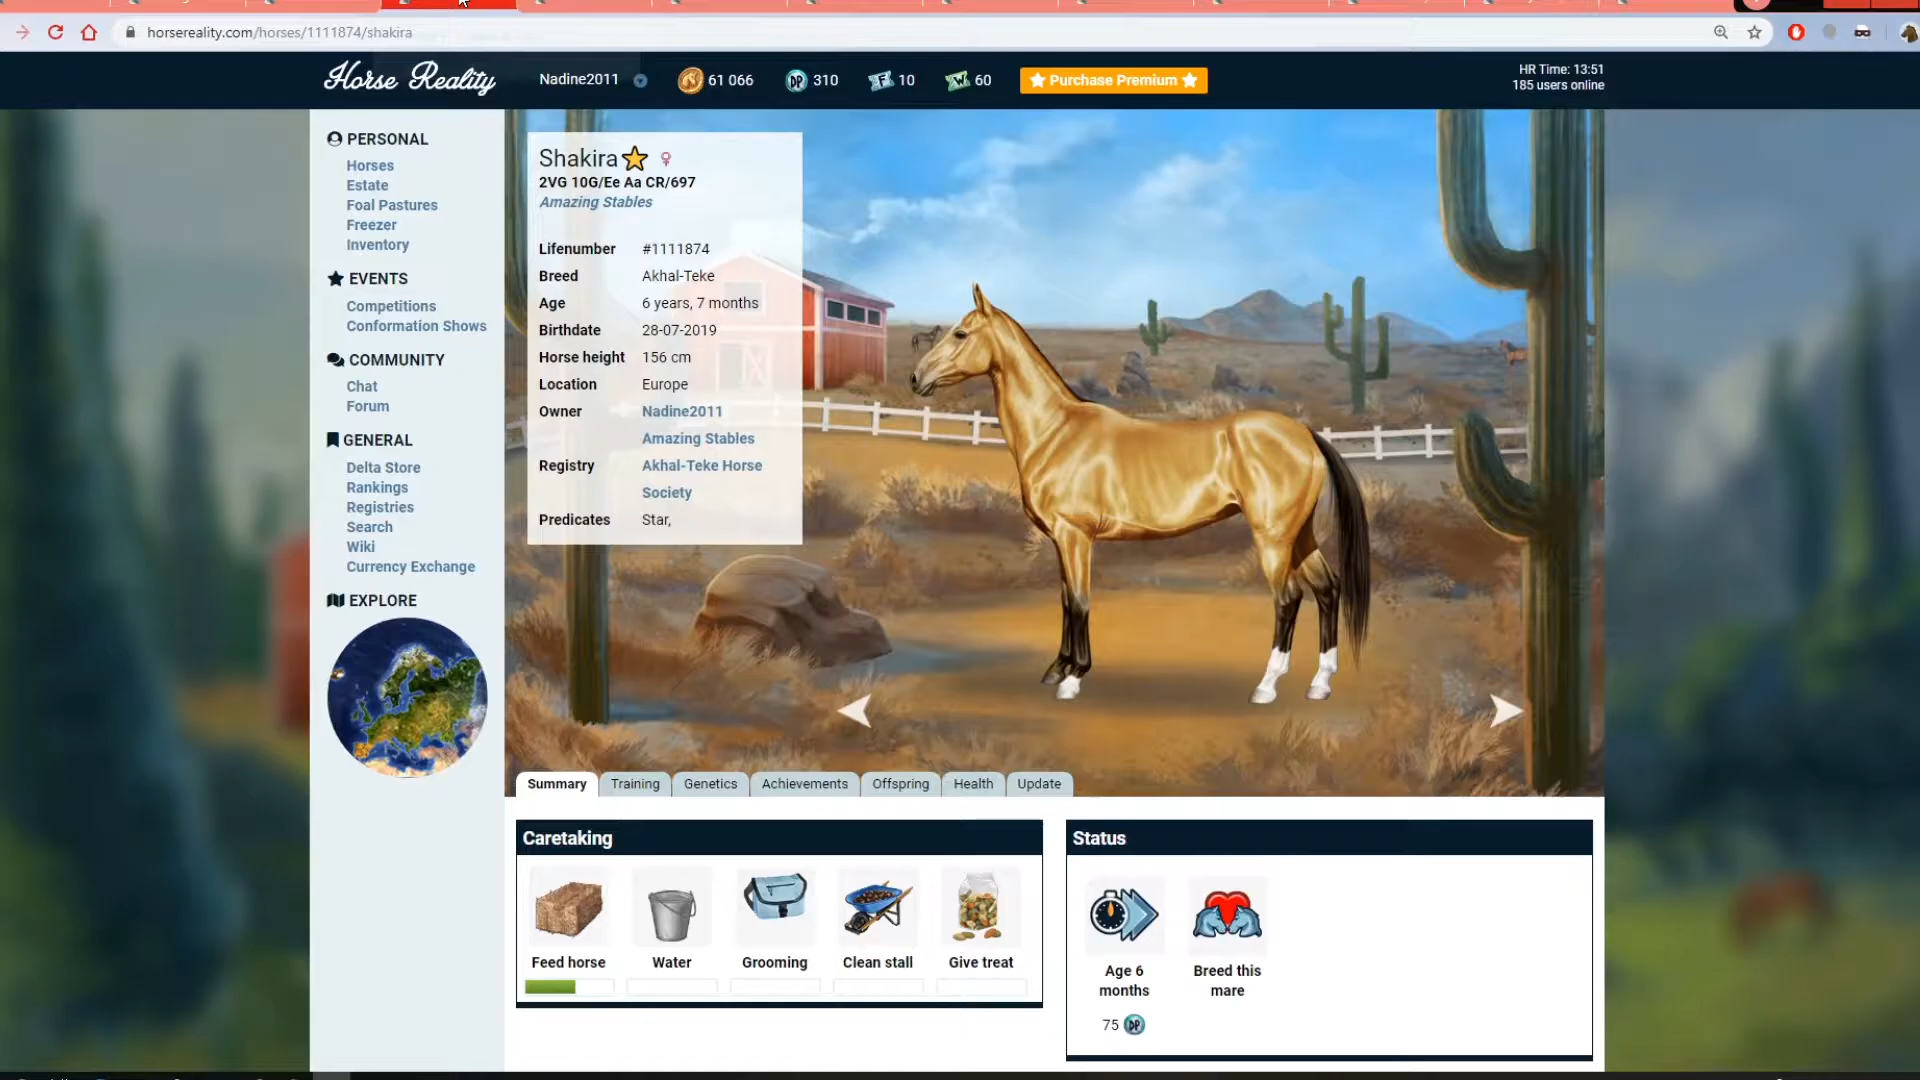 horsereality.com/horses/1111874/shakira
Horse Reality
Nadine2011
61 066
DP
310
F
10
W
60
Purchase Premium
HR Time: 13:51
185 users online
PERSONAL
Horses
Estate
Foal Pastures
Freezer
Inventory
EVENTS
Competitions
Conformation Shows
COMMUNITY
Chat
Forum
GENERAL
Delta Store
Rankings
Registries
Search
Wiki
Currency Exchange
EXPLORE
Shakira ♀
2VG 10G/Ee Aa CR/697
Amazing Stables
Lifenumber #1111874
Breed Akhal-Teke
Age 6 years, 7 months
Birthdate 28-07-2019
Horse height 156 cm
Location Europe
Owner Nadine2011
Amazing Stables
Registry Akhal-Teke Horse
Society
Predicates Star,
Summary Training Genetics Achievements Offspring Health Update
Caretaking
Feed horse Water Grooming Clean stall Give treat
Status
Age 6
months
75 DP
Breed this
mare